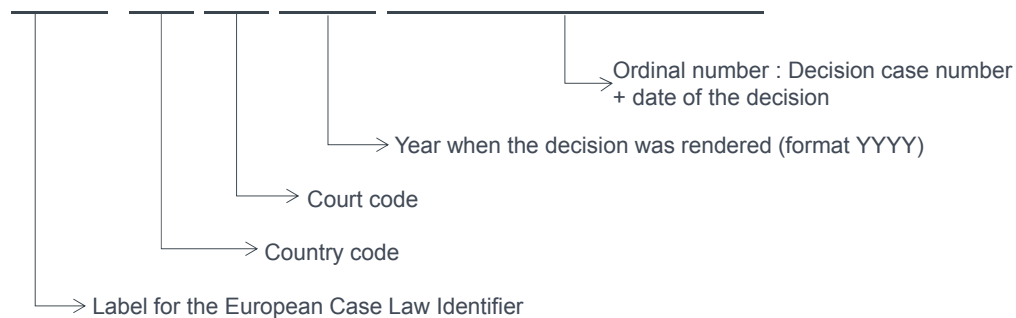 Ordinal number : Decision case number
+ date of the decision
Year when the decision was rendered (format YYYY)
Court code
Country code
Label for the European Case Law Identifier